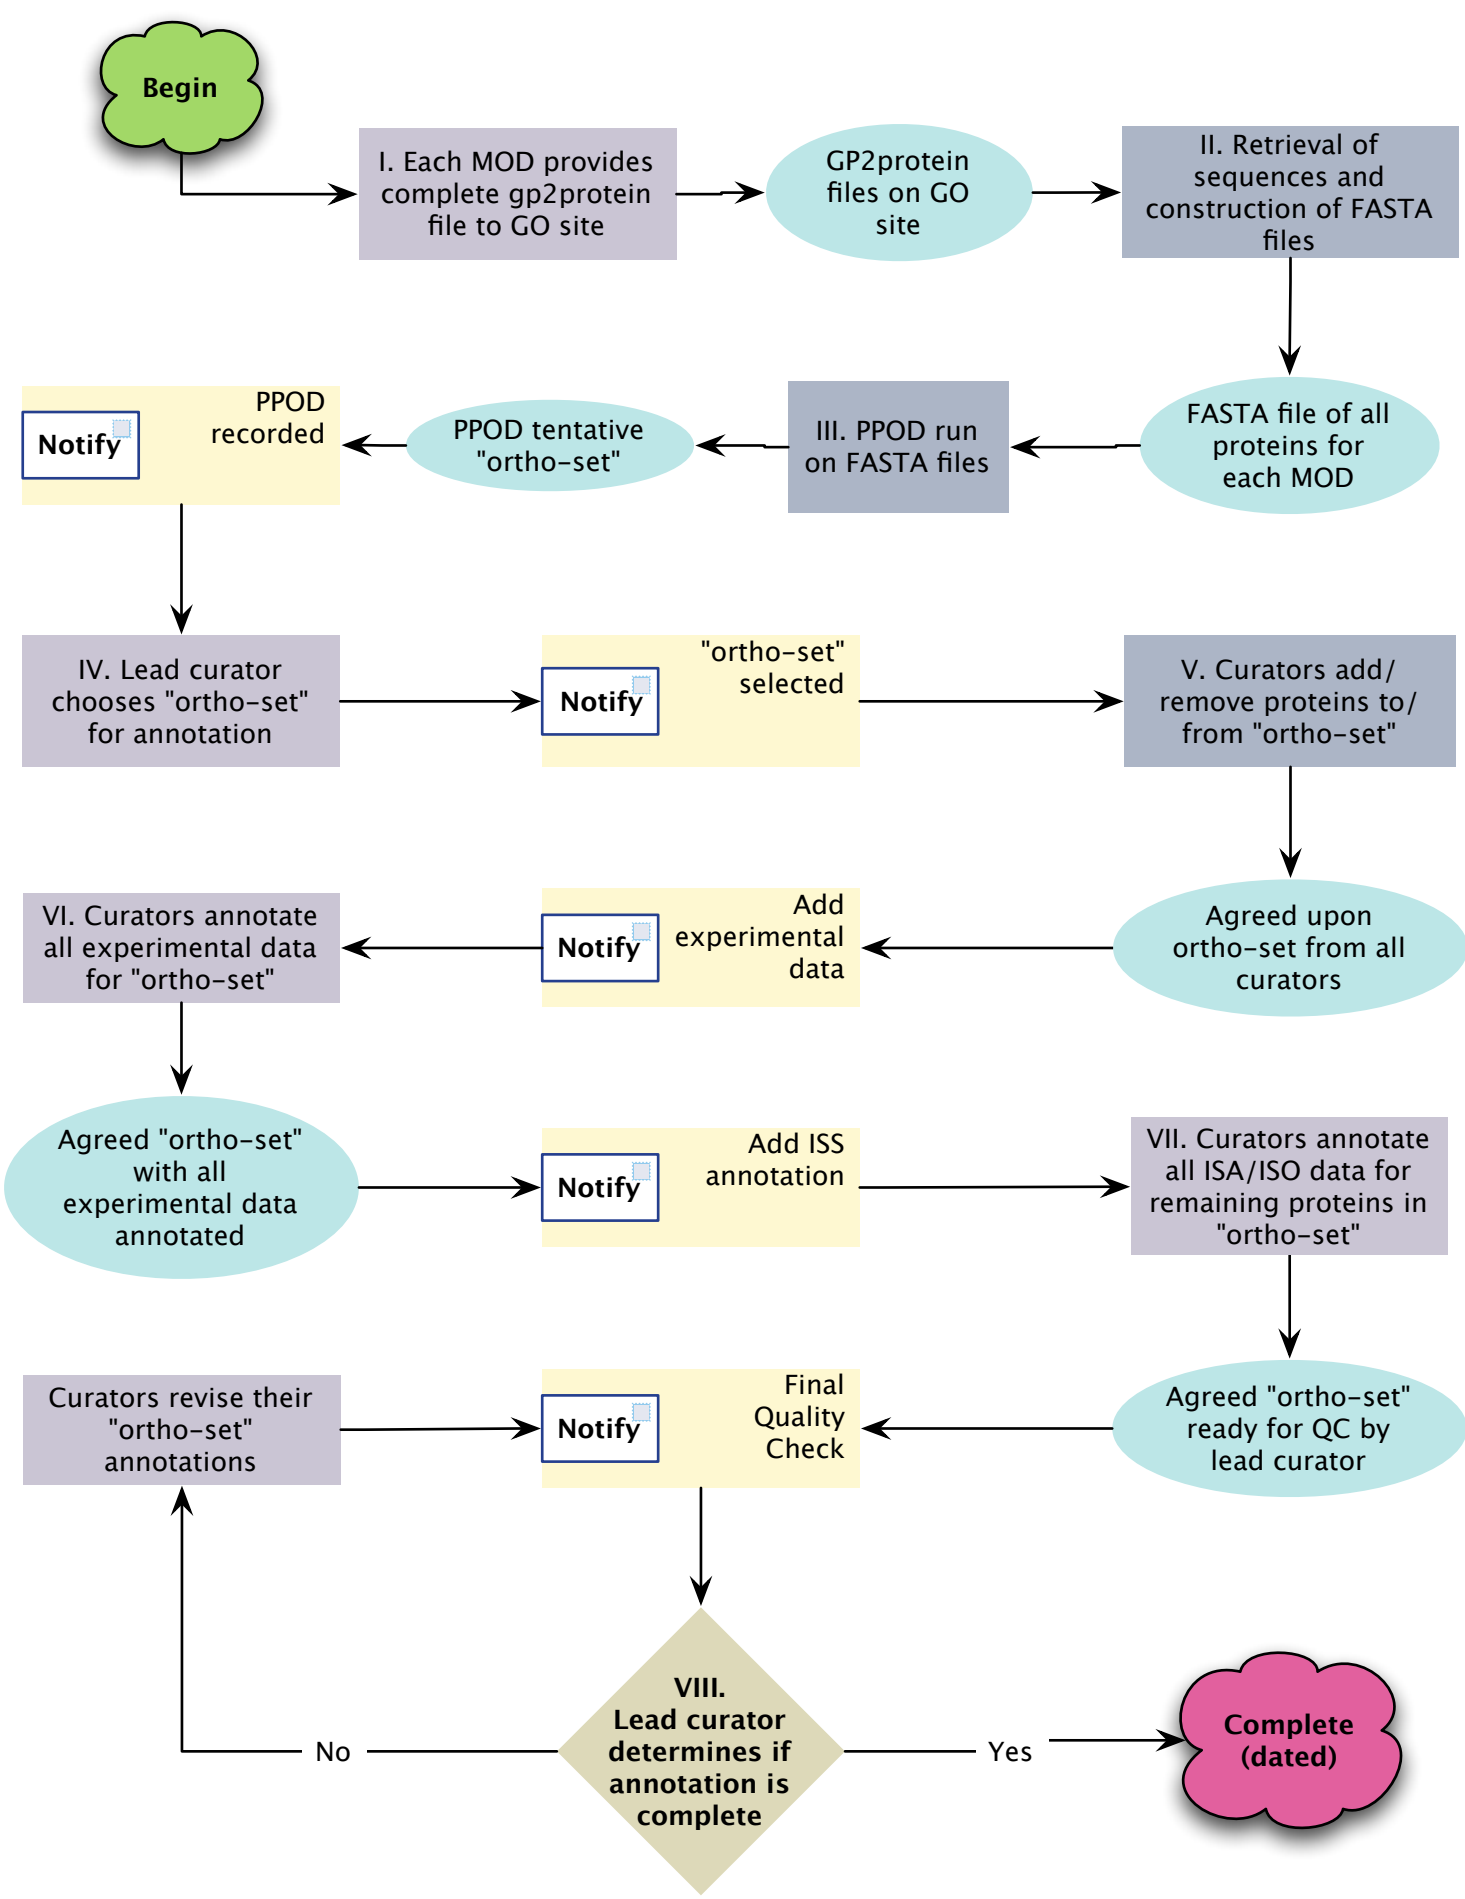 Begin
I. Each MOD provides
complete gp2protein
file to GO site
GP2protein
files on GO
site
II. Retrieval of
sequences and
construction of FASTA
files
PPOD
recorded
Notify
PPOD tentative
"ortho-set"
III. PPOD run
on FASTA files
FASTA file of all
proteins for
each MOD
IV. Lead curator
chooses "ortho-set"
for annotation
"ortho-set"
selected
Notify
V. Curators add/
remove proteins to/
from "ortho-set"
VI. Curators annotate
all experimental data
for "ortho-set"
Add
experimental
data
Notify
Agreed upon
ortho-set from all
curators
Agreed "ortho-set"
with all
experimental data
annotated
Add ISS
annotation
Notify
VII. Curators annotate
all ISA/ISO data for
remaining proteins in
"ortho-set"
Curators revise their
"ortho-set"
annotations
Final
Quality
Check
Notify
Agreed "ortho-set"
ready for QC by
lead curator
VIII.
Lead curator
determines if
annotation is
complete
No
Yes
Complete
(dated)